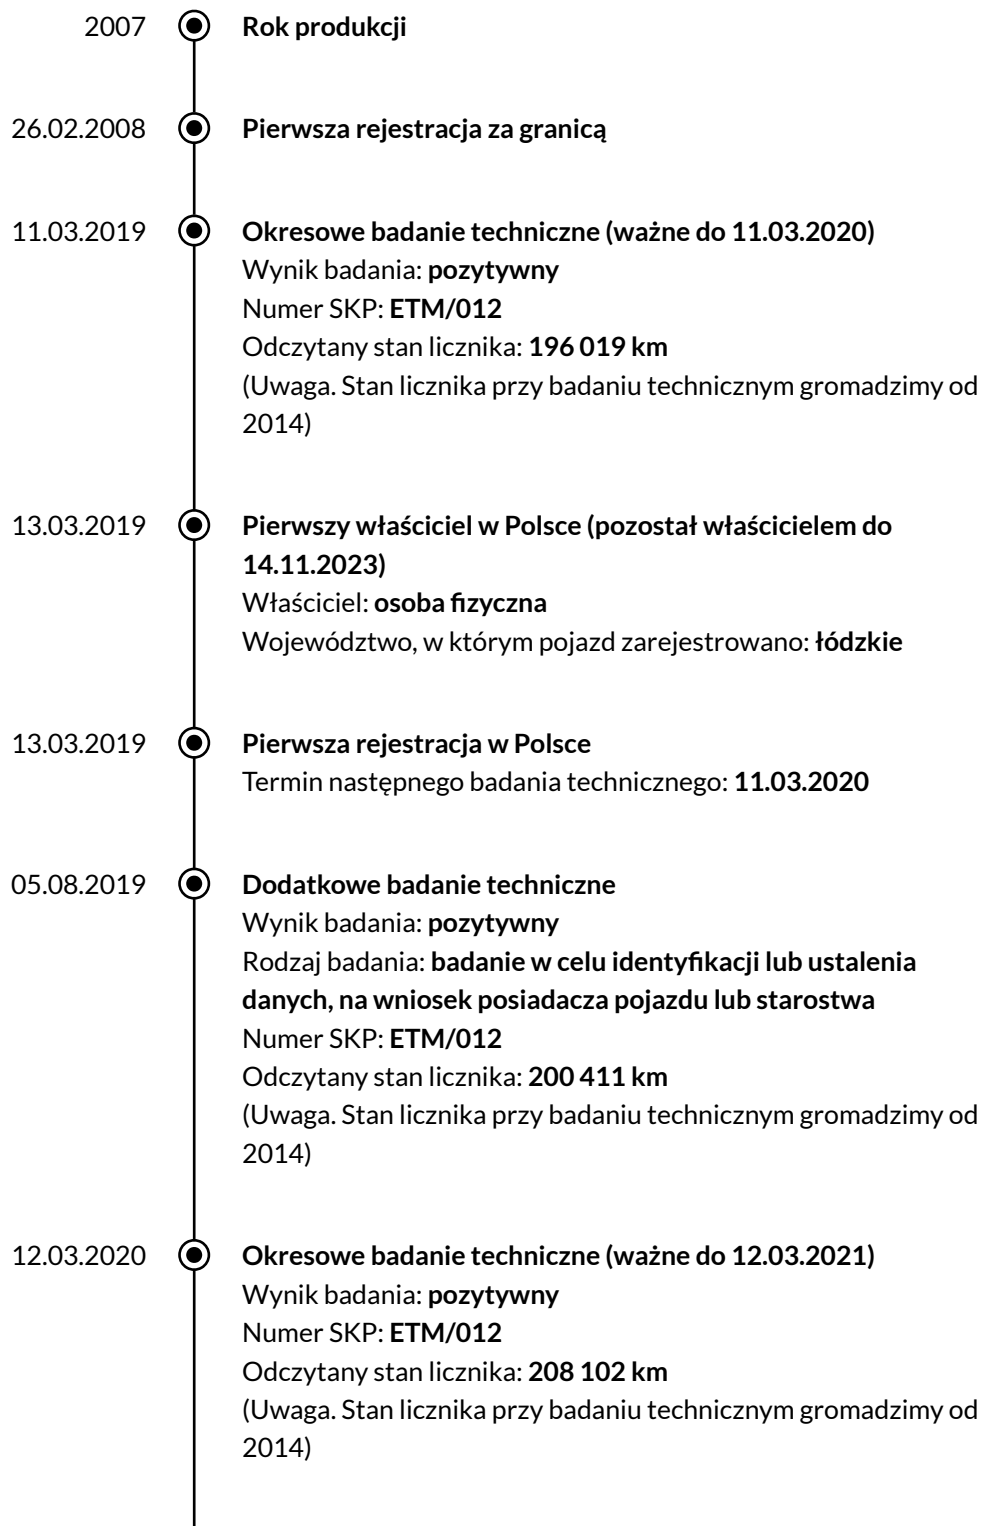 2007 Rok produkcji
26.02.2008 Pierwsza rejestracja za granicą
11.03.2019 Okresowe badanie techniczne (ważne do 11.03.2020)
Wynik badania: pozytywny
Numer SKP: ETM/012
Odczytany stan licznika: 196 019 km
(Uwaga. Stan licznika przy badaniu technicznym gromadzimy od
2014)
13.03.2019 Pierwszy właściciel w Polsce (pozostał właścicielem do
14.11.2023)
Właściciel: osoba fizyczna
Województwo, w którym pojazd zarejestrowano: łódzkie
13.03.2019 Pierwsza rejestracja w Polsce
Termin następnego badania technicznego: 11.03.2020
05.08.2019 Dodatkowe badanie techniczne
Wynik badania: pozytywny
Rodzaj badania: badanie w celu identyfikacji lub ustalenia
danych, na wniosek posiadacza pojazdu lub starostwa
Numer SKP: ETM/012
Odczytany stan licznika: 200 411 km
(Uwaga. Stan licznika przy badaniu technicznym gromadzimy od
2014)
12.03.2020 Okresowe badanie techniczne (ważne do 12.03.2021)
Wynik badania: pozytywny
Numer SKP: ETM/012
Odczytany stan licznika: 208 102 km
(Uwaga. Stan licznika przy badaniu technicznym gromadzimy od
2014)